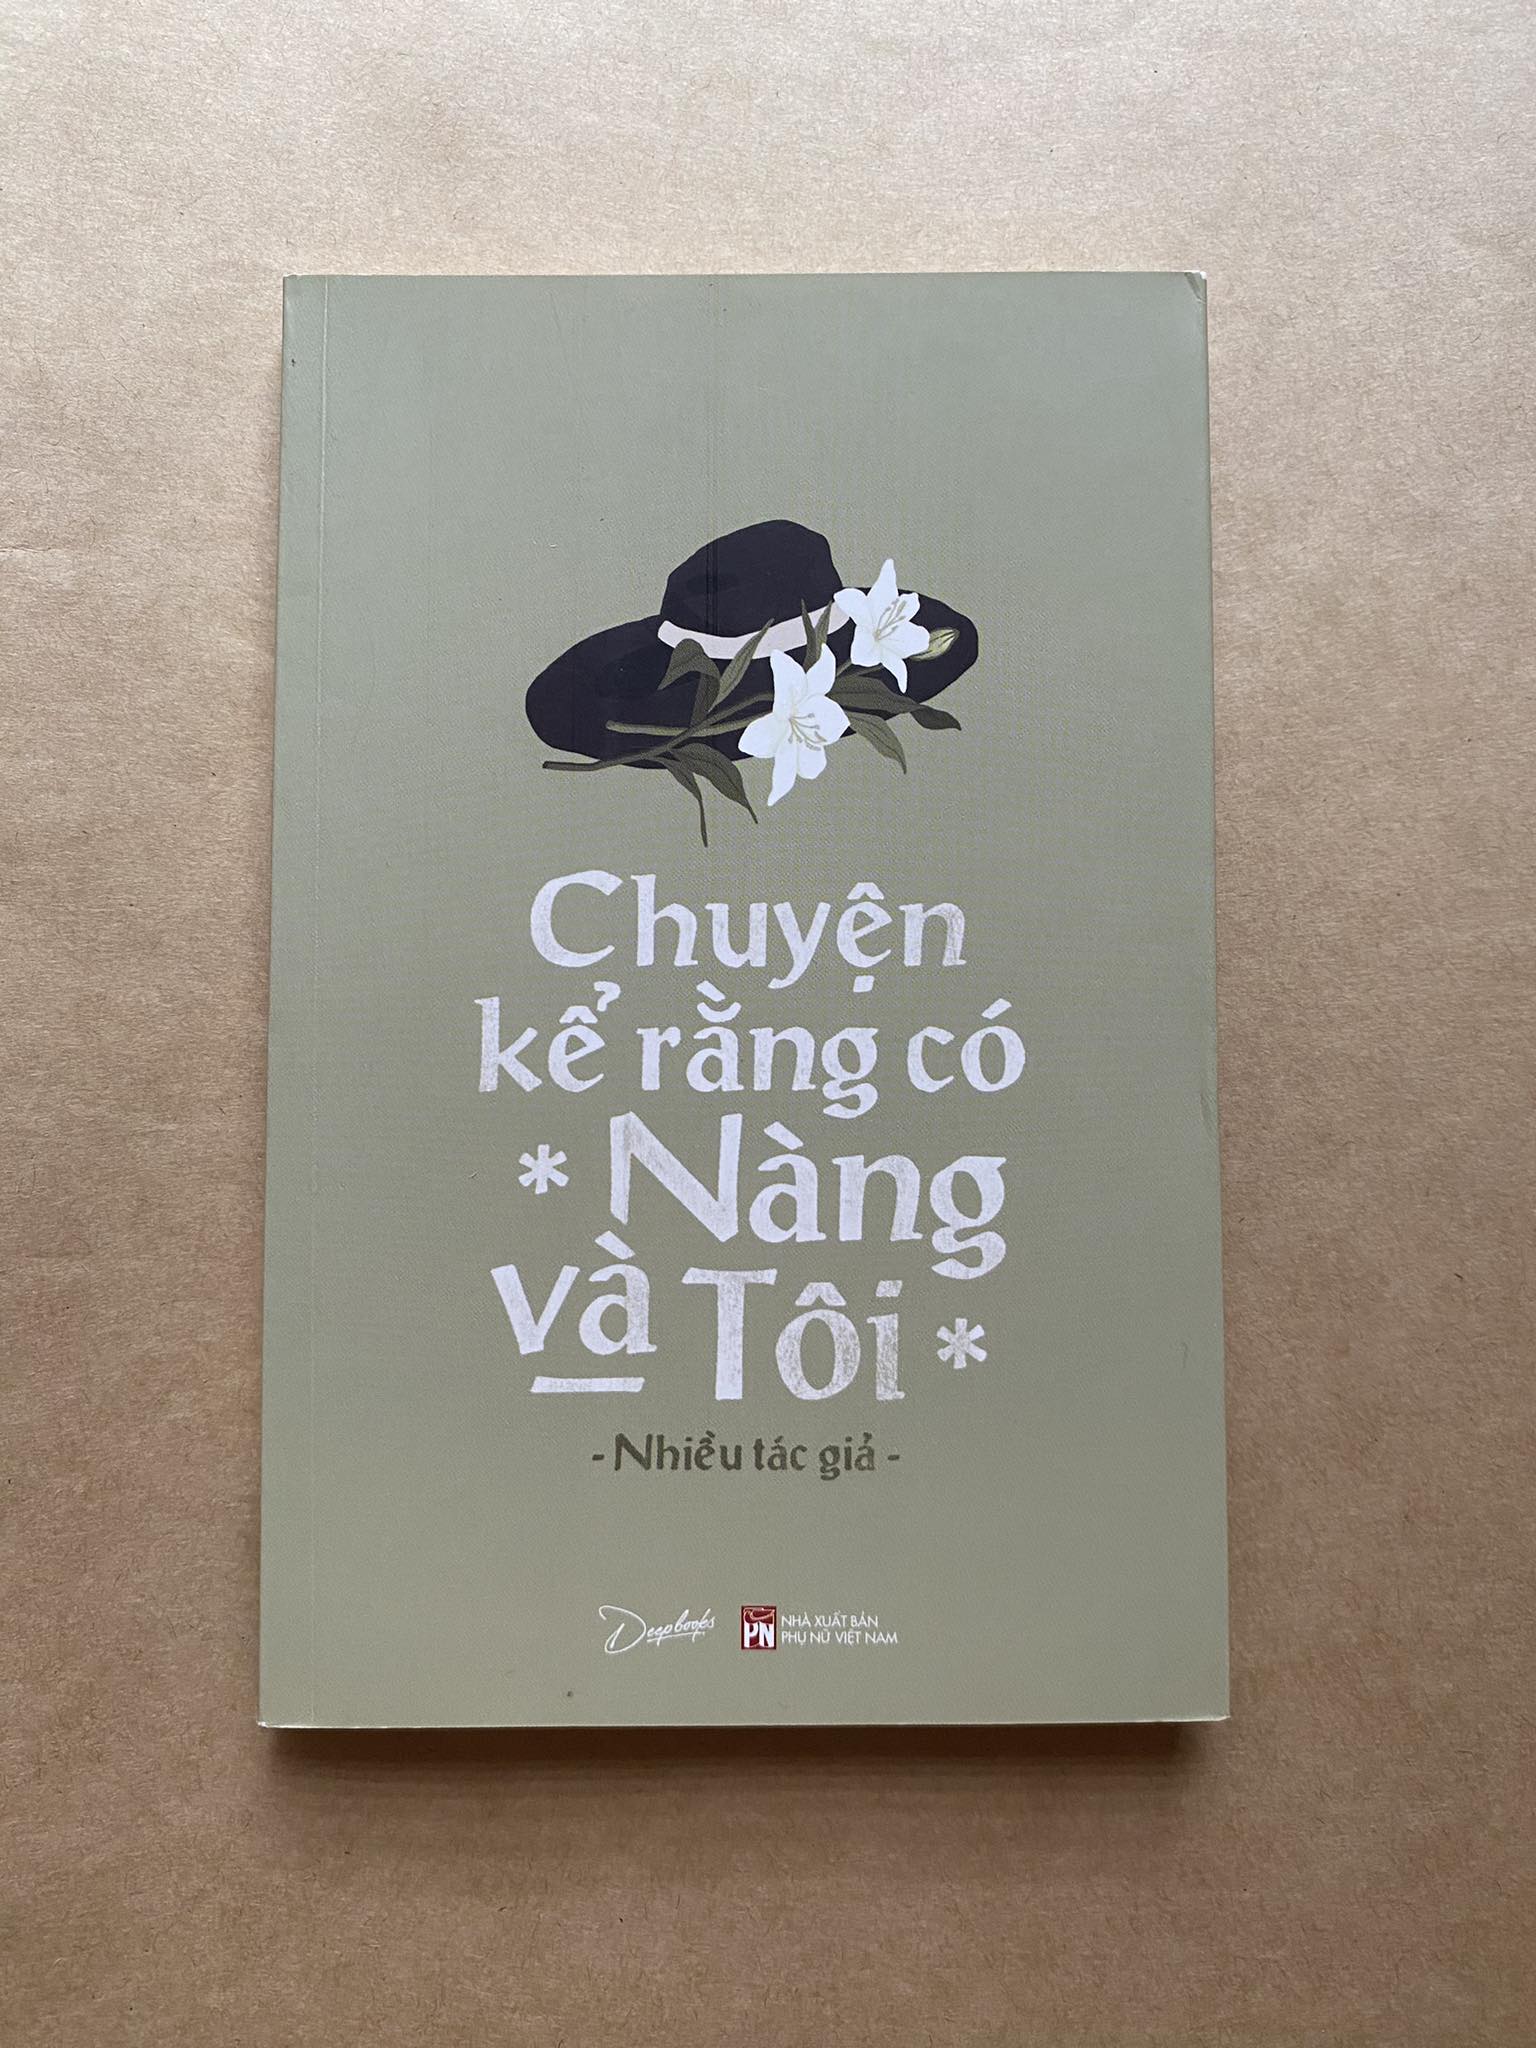 Chuyện
kể rằng có
* Nàng
và Tôi *
- Nhiều tác giả -
Deepbooks
PN
NHÀ XUẤT BẢN
PHỤ NỮ VIỆT NAM